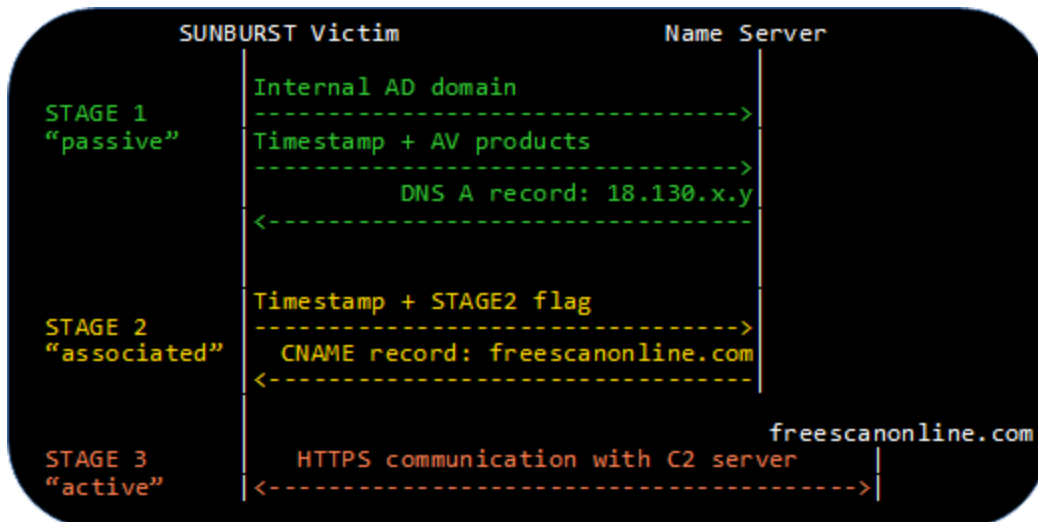 SUNBURST Victim Name Server
Internal AD domain
STAGE 1
“passive” Timestamp + AV products
DNS A record: 18.130.x.y
Timestamp + STAGE2 flag
STAGE 2
“associated” CNAME record: freescanonline.com
freescanonline.com
STAGE 3 HTTPS communication with C2 server
“active”